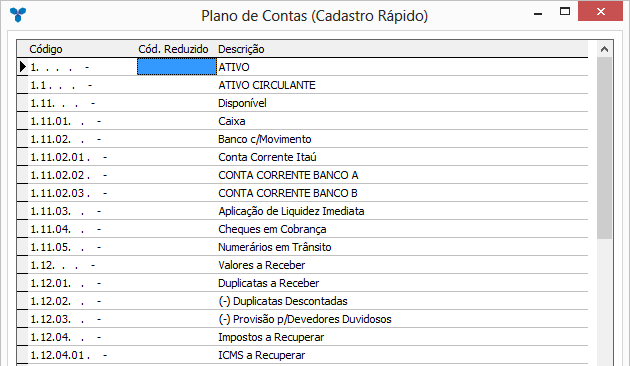 Plano de Contas (Cadastro Rápido)
Código Cód. Reduzido Descrição
1. . . . - ATIVO
1.1 . . . - ATIVO CIRCULANTE
1.11. . . - Disponível
1.11.01. . - Caixa
1.11.02. . - Banco c/Movimento
1.11.02.01 . - Conta Corrente Itaú
1.11.02.02 . - CONTA CORRENTE BANCO A
1.11.02.03 . - CONTA CORRENTE BANCO B
1.11.03. . - Aplicação de Liquidez Imediata
1.11.04. . - Cheques em Cobrança
1.11.05. . - Numerários em Trânsito
1.12. . . - Valores a Receber
1.12.01. . - Duplicatas a Receber
1.12.02. . - (-) Duplicatas Descontadas
1.12.03. . - (-) Provisão p/Devedores Duvidosos
1.12.04. . - Impostos a Recuperar
1.12.04.01 . - ICMS a Recuperar